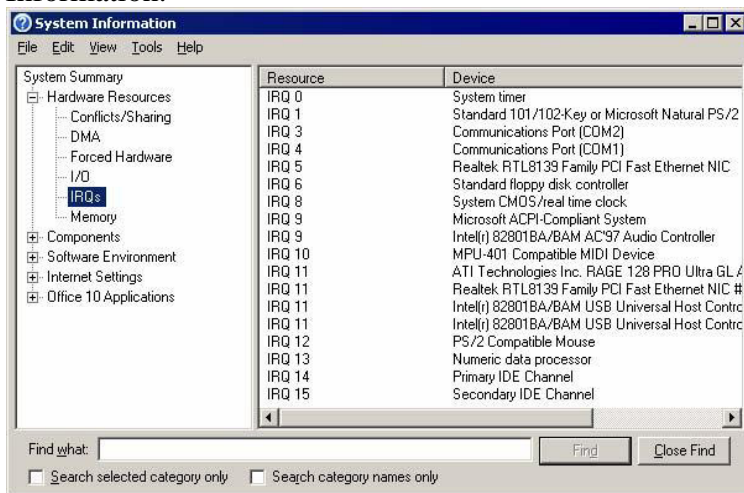 Information.
System Information
File Edit View Tools Help
System Summary
Hardware Resources
Conflicts/Sharing
DMA
Forced Hardware
I/O
IRQs
Memory
Components
Software Environment
Internet Settings
Office 10 Applications
Resource Device
IRQ 0 System timer
IRQ 1 Standard 101/102-Key or Microsoft Natural PS/2
IRQ 3 Communications Port (COM2)
IRQ 4 Communications Port (COM1)
IRQ 5 Realtek RTL8139 Family PCI Fast Ethernet NIC
IRQ 6 Standard floppy disk controller
IRQ 8 System CMOS/real time clock
IRQ 9 Microsoft ACPI-Compliant System
IRQ 9 Intel(r) 82801BA/BAM AC'97 Audio Controller
IRQ 10 MPU-401 Compatible MIDI Device
IRQ 11 ATI Technologies Inc. RAGE 128 PRO Ultra GL
IRQ 11 Realtek RTL8139 Family PCI Fast Ethernet NIC #
IRQ 11 Intel(r) 82801BA/BAM USB Universal Host Contro
IRQ 11 Intel(r) 82801BA/BAM USB Universal Host Contro
IRQ 12 PS/2 Compatible Mouse
IRQ 13 Numeric data processor
IRQ 14 Primary IDE Channel
IRQ 15 Secondary IDE Channel
Find what: Find Close Find
Search selected category only Search category names only